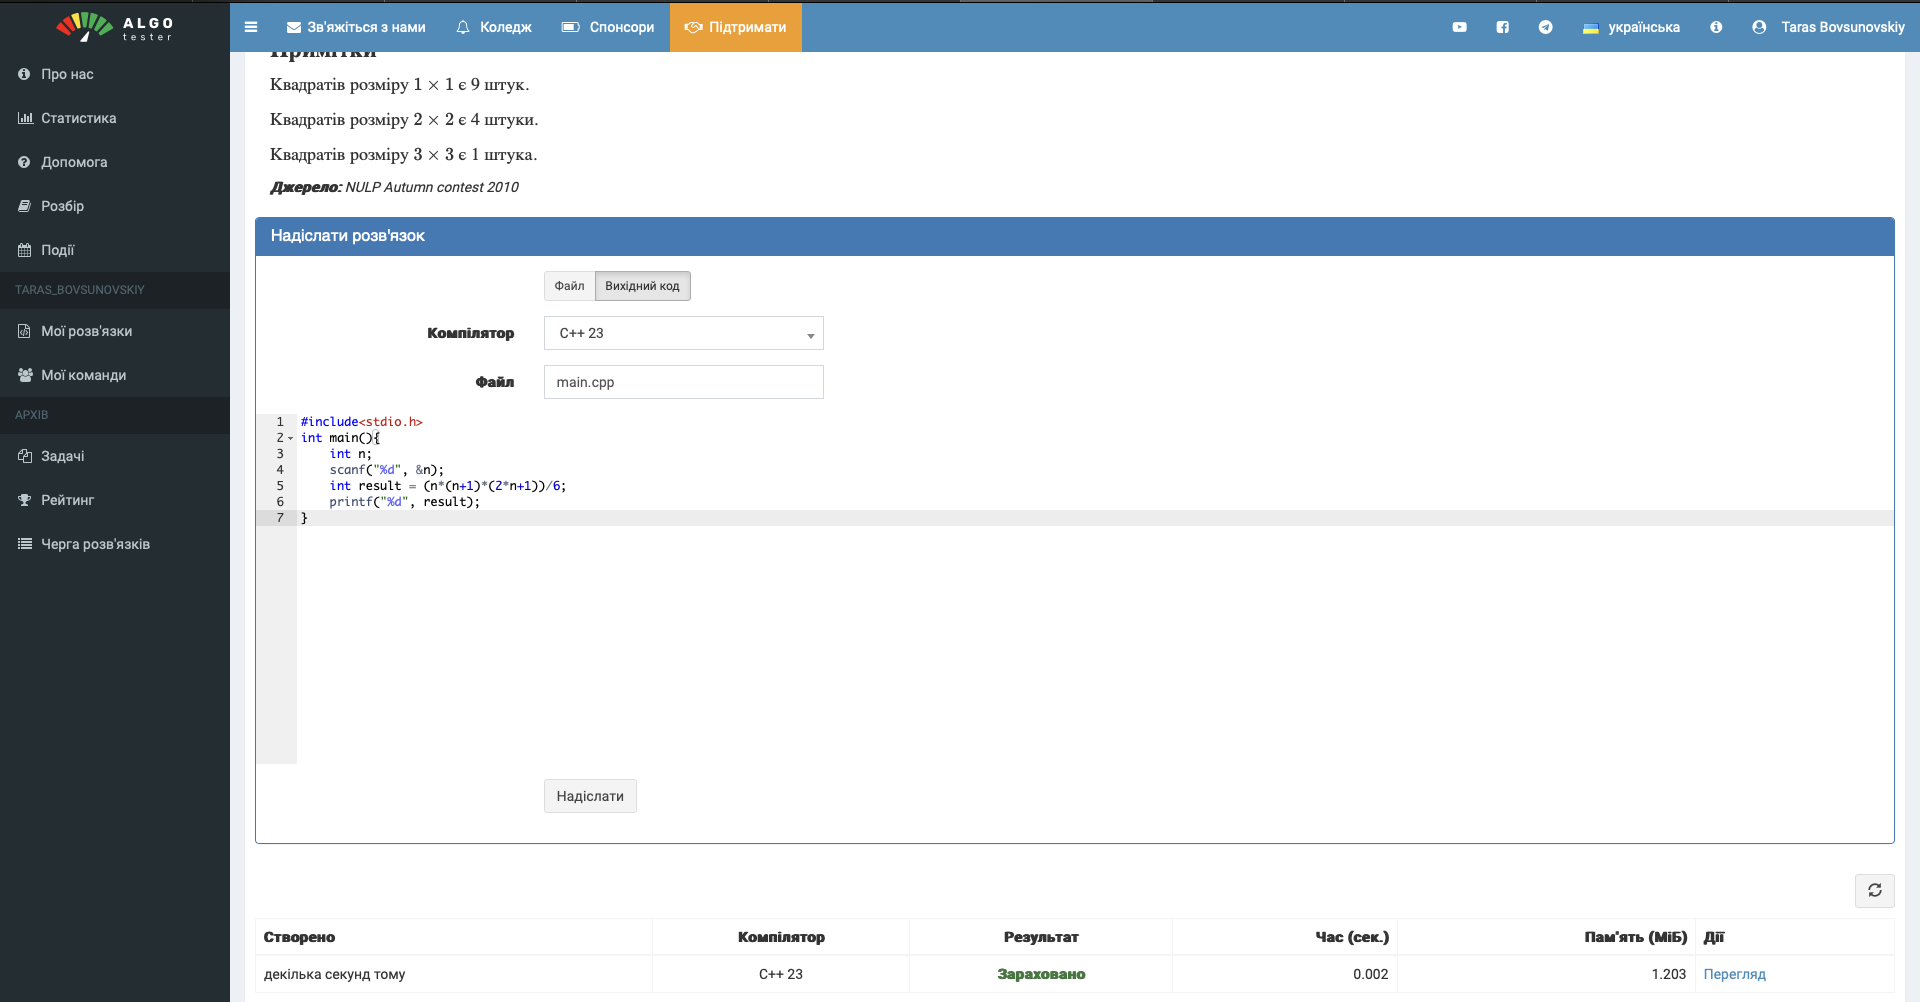 ALGO
tester
Зв'яжіться з нами
Коледж
Спонсори
Підтримати
українська
Taras Bovsunovskiy
Про нас
Статистика
Допомога
Розбір
Події
TARAS_BOVSUNOVSKIY
Мої розв'язки
Мої команди
АРХІВ
Задачі
Рейтинг
Черга розв'язків
Примітки
Квадратів розміру 1 × 1 є 9 штук.
Квадратів розміру 2 × 2 є 4 штуки.
Квадратів розміру 3 × 3 є 1 штука.
Джерело: NULP Autumn contest 2010
Надіслати розв'язок
Файл Вихідний код
Компілятор C++ 23
Файл main.cpp
1 #include<stdio.h>
2 int main(){
3 int n;
4 scanf("%d", &n);
5 int result = (n*(n+1)*(2*n+1))/6;
6 printf("%d", result);
7 }
Надіслати
Створено Компілятор Результат Час (сек.) Пам'ять (МіБ) Дії
декілька секунд тому C++ 23 Зараховано 0.002 1.203 Перегляд